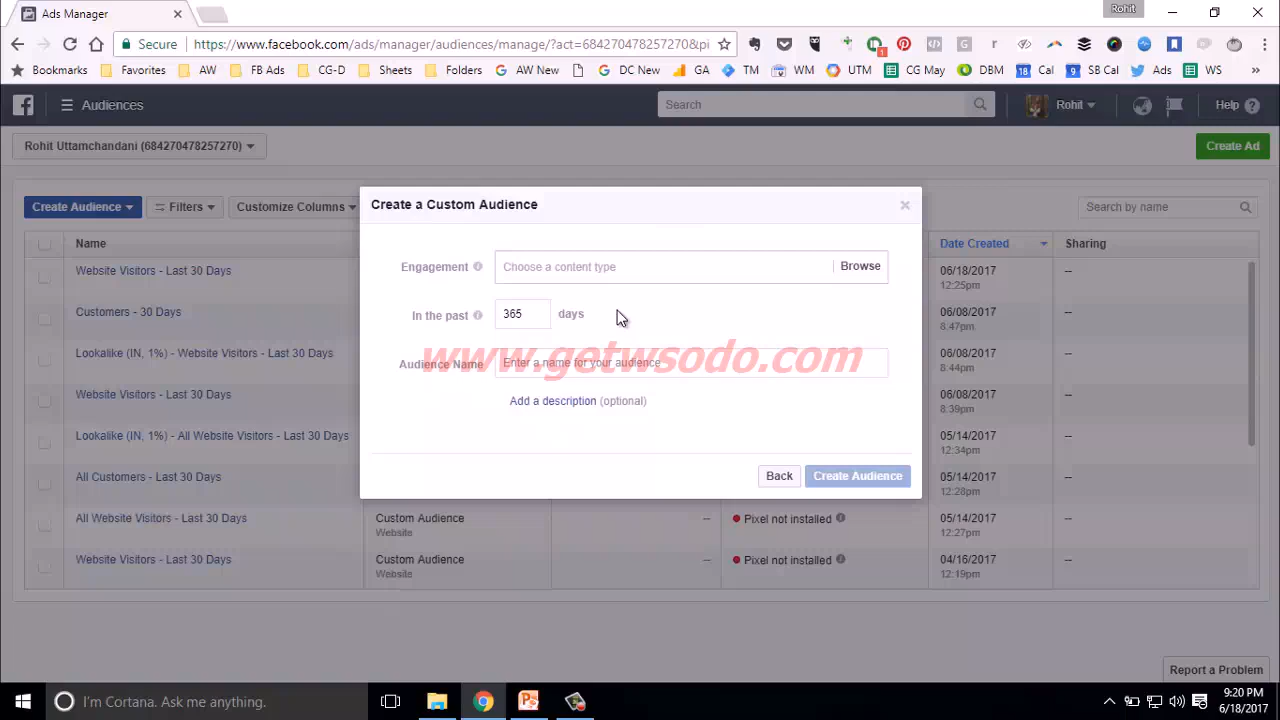 Ads Manager
Rohit
Secure
https://www.facebook.com/ads/manager/audiences/manage/?act=684270478257270&pi
Bookmarks
Favorites
AW
FB Ads
CG-D
Sheets
Folders
AW New
DC New
GA
TM
WM
UTM
CG May
DBM
Cal
SB Cal
Ads
WS
Audiences
Search
Rohit
Help
Rohit Uttamchandani (684270478257270)
Create Ad
Create Audience
Filters
Customize Columns
Search by name
Name
Date Created
Sharing
Website Visitors - Last 30 Days
06/18/2017
12:25pm
--
Customers - 30 Days
06/08/2017
8:47pm
--
Lookalike (IN, 1%) - Website Visitors - Last 30 Days
06/08/2017
8:44pm
--
Website Visitors - Last 30 Days
06/08/2017
8:39pm
--
Lookalike (IN, 1%) - All Website Visitors - Last 30 Days
05/14/2017
12:34pm
--
All Customers - Last 30 Days
05/14/2017
12:28pm
--
All Website Visitors - Last 30 Days
Custom Audience
Website
--
Pixel not installed
05/14/2017
12:27pm
--
Website Visitors - Last 30 Days
Custom Audience
Website
--
Pixel not installed
04/16/2017
12:19pm
--
Create a Custom Audience
Engagement
Choose a content type
Browse
In the past
365
days
Audience Name
Enter a name for your audience
www.getwsodo.com
Add a description (optional)
Back
Create Audience
Report a Problem
I'm Cortana. Ask me anything.
9:20 PM
6/18/2017